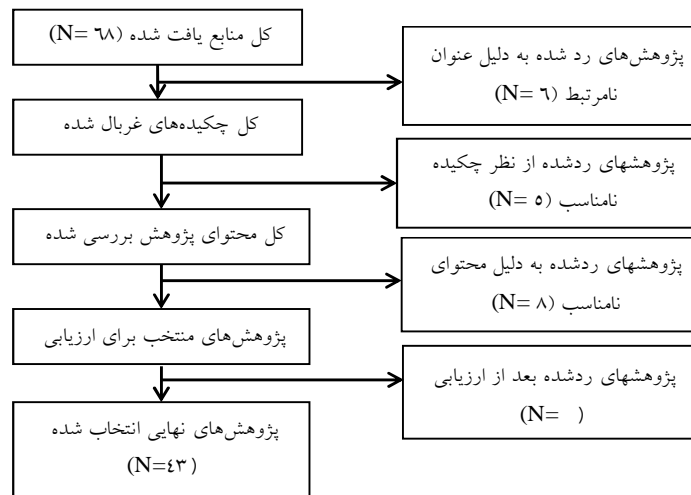 کل منابع یافت شده (N= ٦٨)
پژوهش‌های رد شده به دلیل عنوان
نامرتبط (N= ٦)
کل چکیده‌های غربال شده
پژوهشهای ردشده از نظر چکیده
نامناسب (N= ٥)
کل محتوای پژوهش بررسی شده
پژوهشهای ردشده به دلیل محتوای
نامناسب (N= ٨)
پژوهش‌های منتخب برای ارزیابی
پژوهشهای ردشده بعد از ارزیابی
(N= )
پژوهش‌های نهایی انتخاب شده
(N=٤٣)